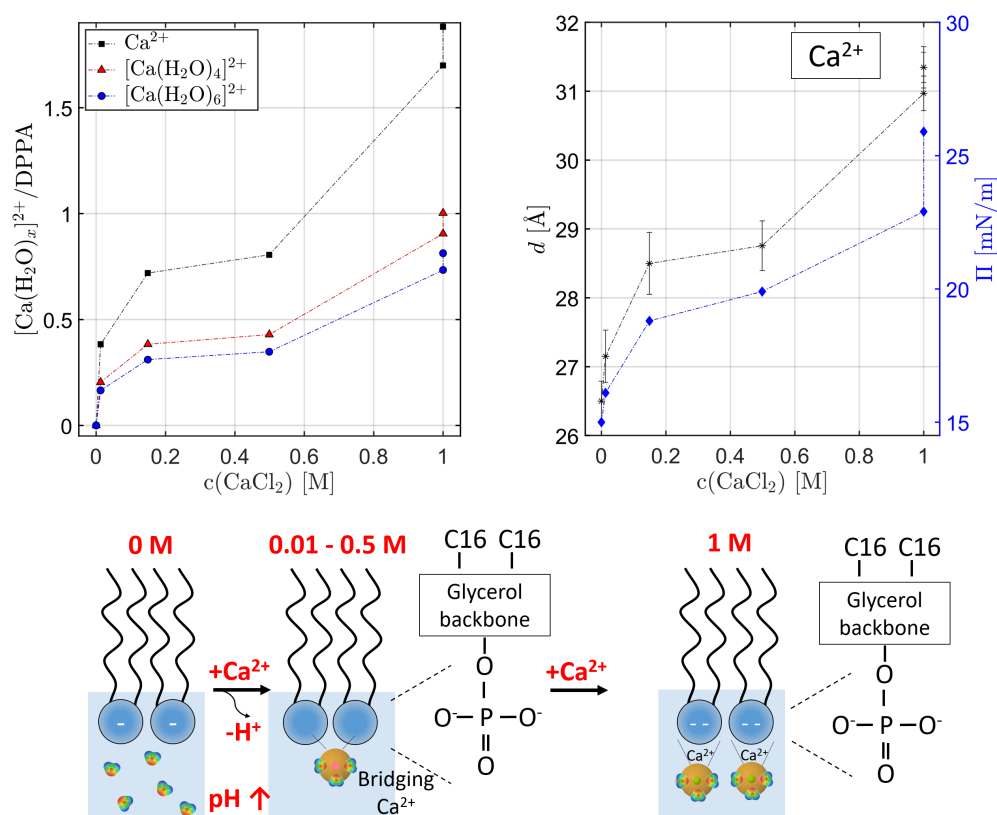 Ca²⁺
[Ca(H₂O)₄]²⁺
[Ca(H₂O)₆]²⁺
[Ca(H₂O)ₓ]²⁺/DPPA
1.5
1
0.5
0
0 0.2 0.4 0.6 0.8 1
c(CaCl₂) [M]
Ca²⁺
d [Å]
32
31
30
29
28
27
26
Π [mN/m]
30
25
20
15
0 0.2 0.4 0.6 0.8 1
c(CaCl₂) [M]
0 M
+Ca²⁺
-H⁺
pH ↑
- -
0.01 - 0.5 M
Bridging
Ca²⁺
C16 C16
Glycerol
backbone
O
O⁻ P O⁻
O
+Ca²⁺
1 M
- - - -
Ca²⁺ Ca²⁺
C16 C16
Glycerol
backbone
O
O⁻ P O⁻
O